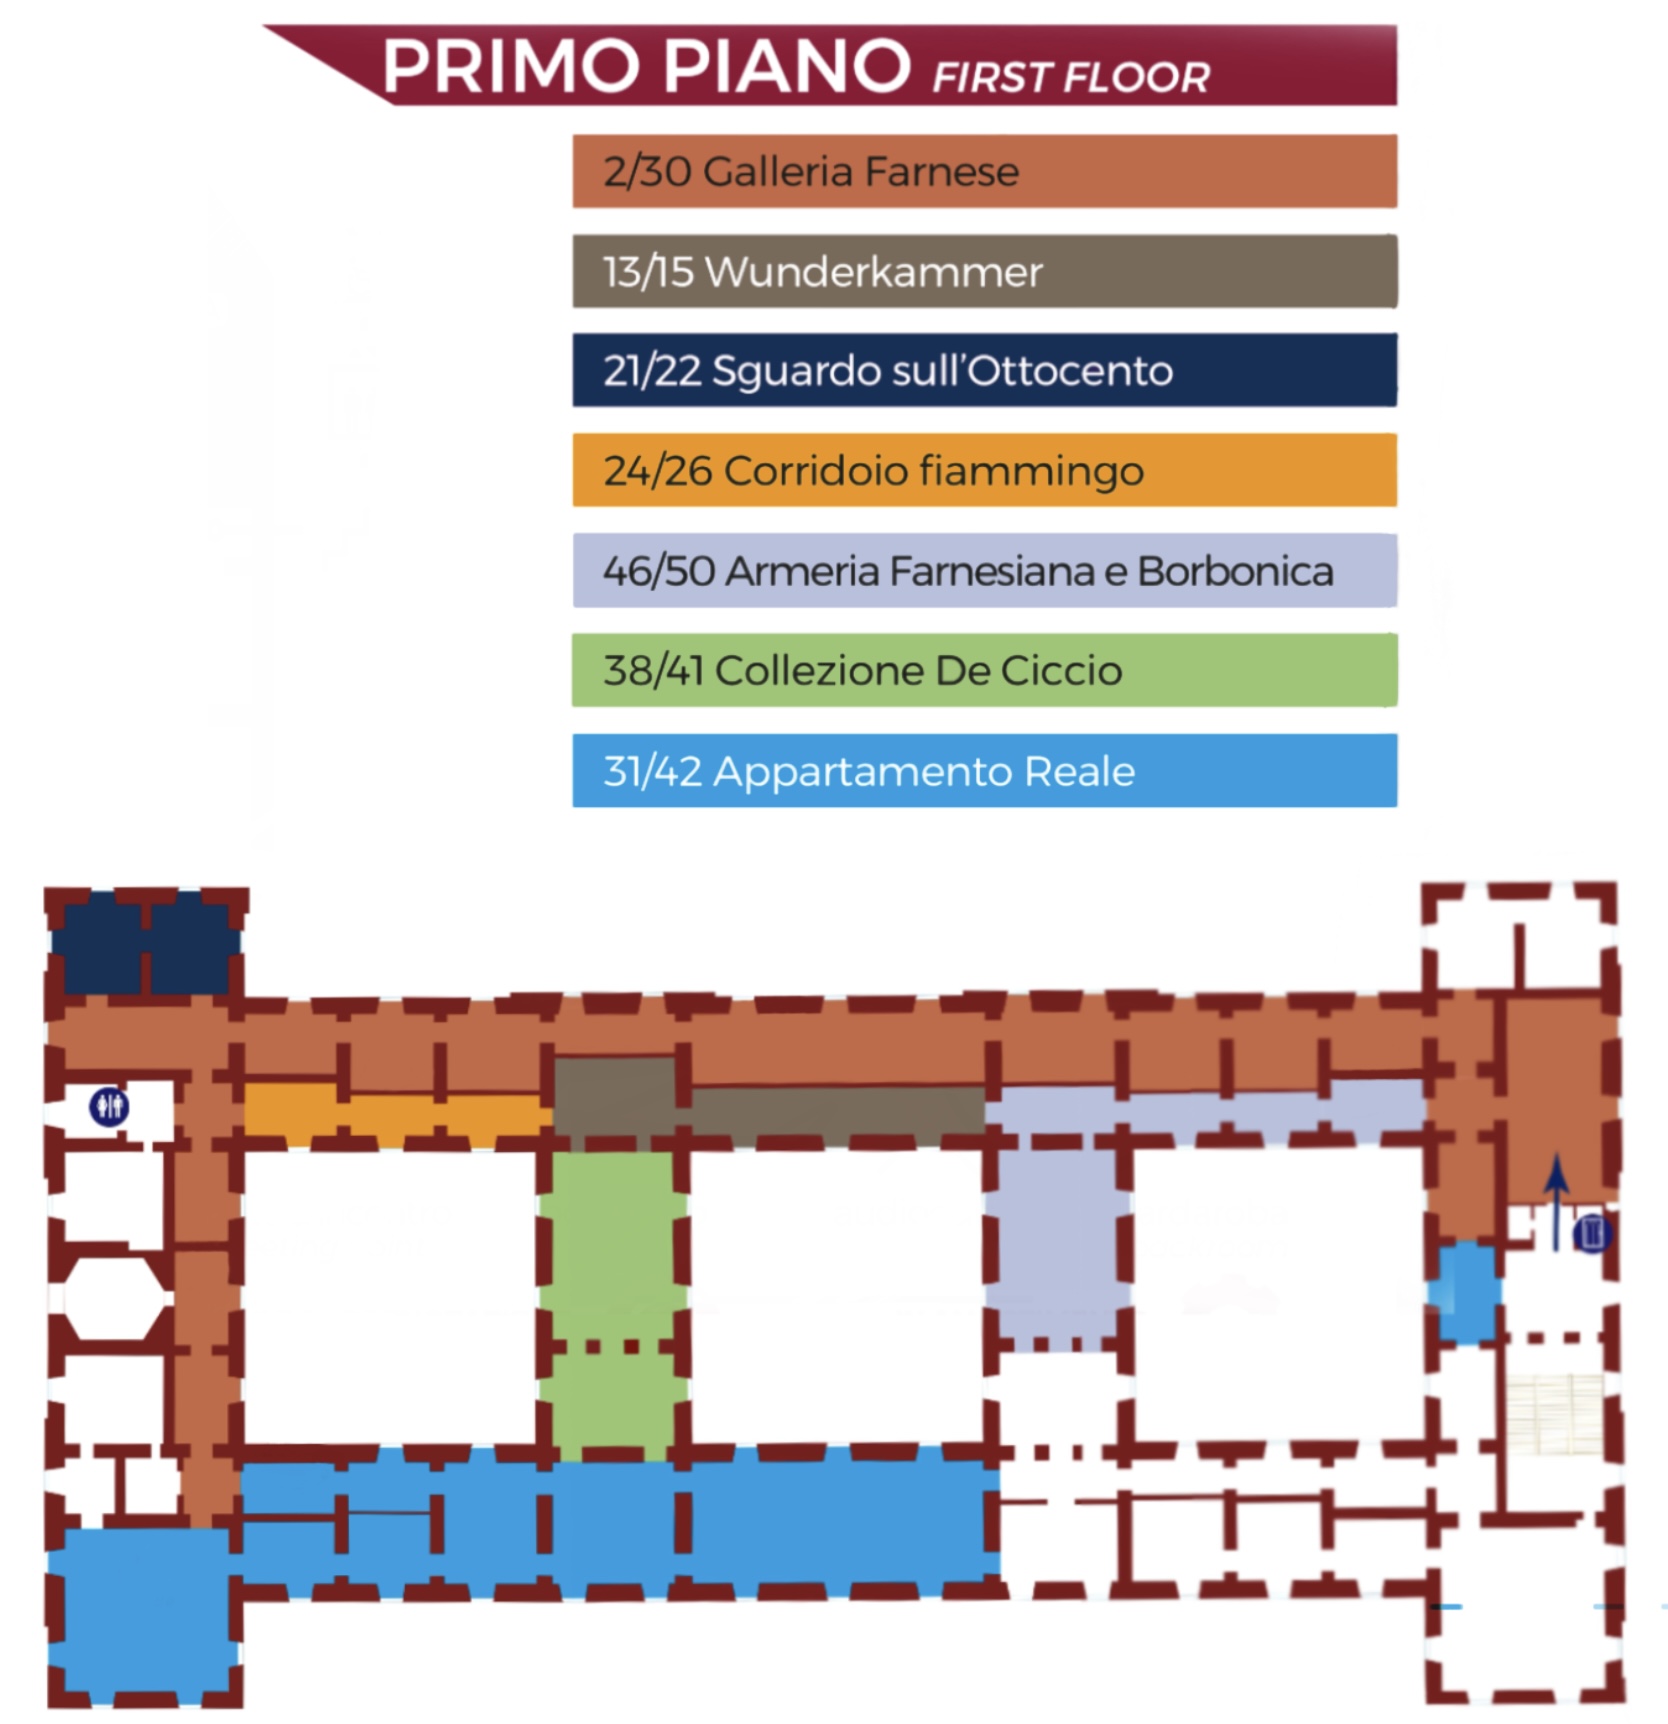 PRIMO PIANO FIRST FLOOR
2/30 Galleria Farnese
13/15 Wunderkammer
21/22 Sguardo sull'Ottocento
24/26 Corridoio fiammingo
46/50 Armeria Farnesiana e Borbonica
38/41 Collezione De Ciccio
31/42 Appartamento Reale